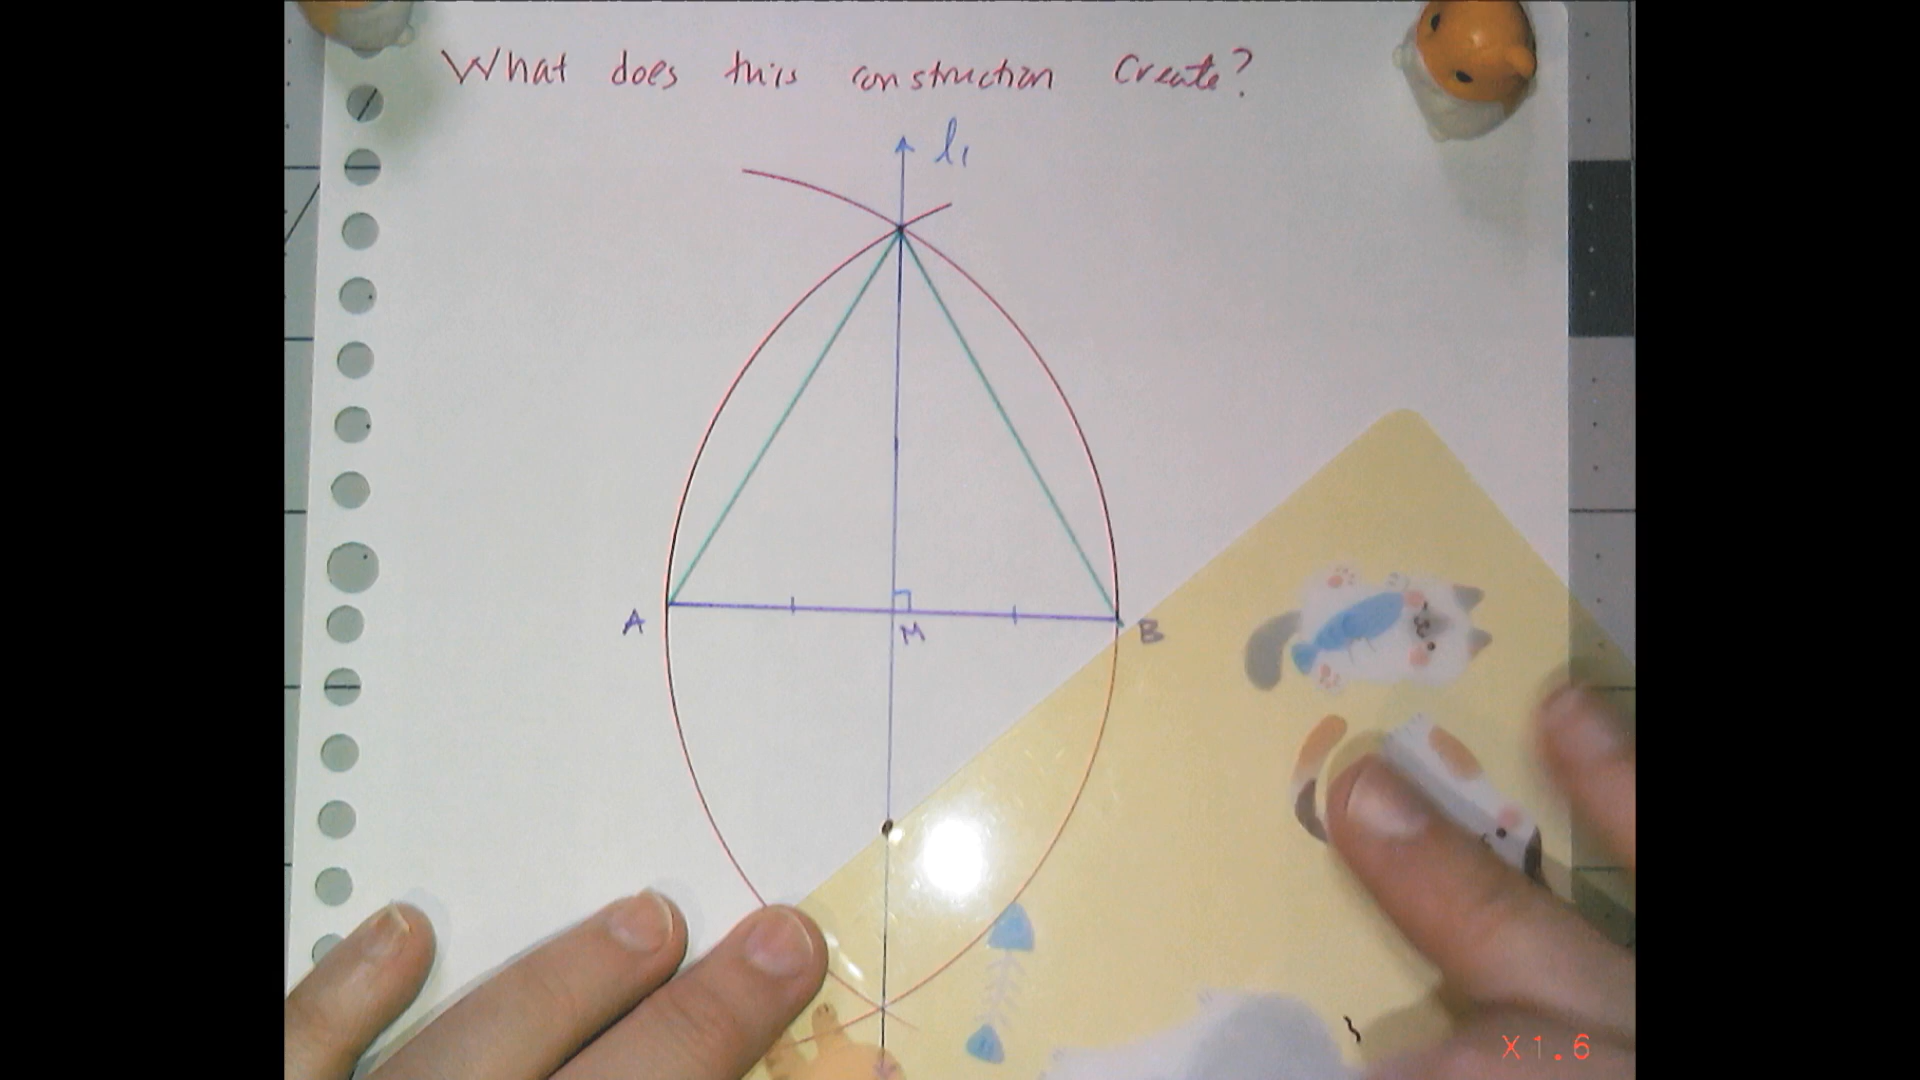 What does this construction create?
l₁
A
M
B
X1.6